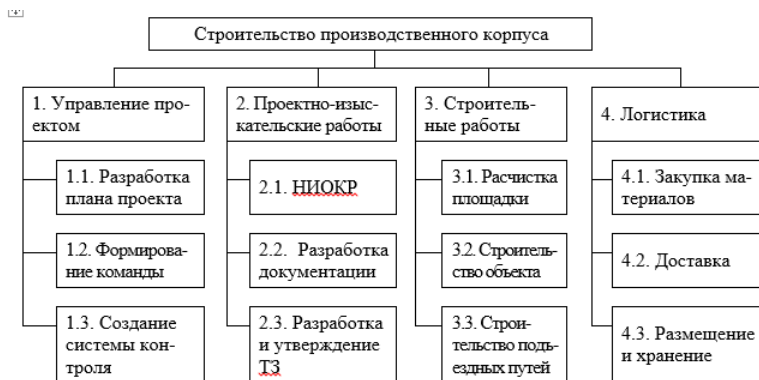 Строительство производственного корпуса
1. Управление про-
ектом
2. Проектно-изыс-
кательские работы
3. Строитель-
ные работы
4. Логистика
1.1. Разработка
плана проекта
2.1. НИОКР
3.1. Расчистка
площадки
4.1. Закупка ма-
териалов
1.2. Формирова-
ние команды
2.2. Разработка
документации
3.2. Строитель-
ство объекта
4.2. Доставка
1.3. Создание
системы кон-
троля
2.3. Разработка
и утверждение
ТЗ
3.3. Строи-
тельство подъ-
ездных путей
4.3. Размещение
и хранение